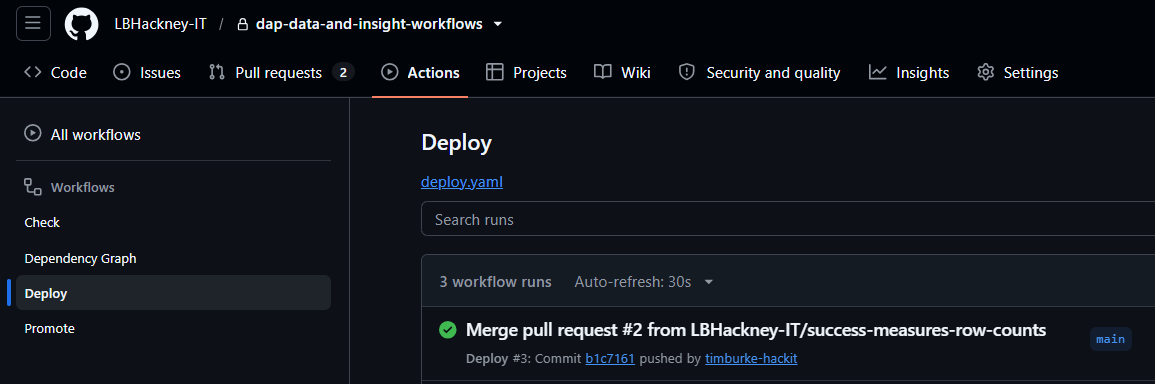 LBHackney-IT / dap-data-and-insight-workflows
Code Issues Pull requests 2 Actions Projects Wiki Security and quality Insights Settings
All workflows
Workflows
Check
Dependency Graph
Deploy
Promote
Deploy
deploy.yaml
Search runs
3 workflow runs Auto-refresh: 30s
Merge pull request #2 from LBHackney-IT/success-measures-row-counts
main
Deploy #3: Commit b1c7161 pushed by timburke-hackit